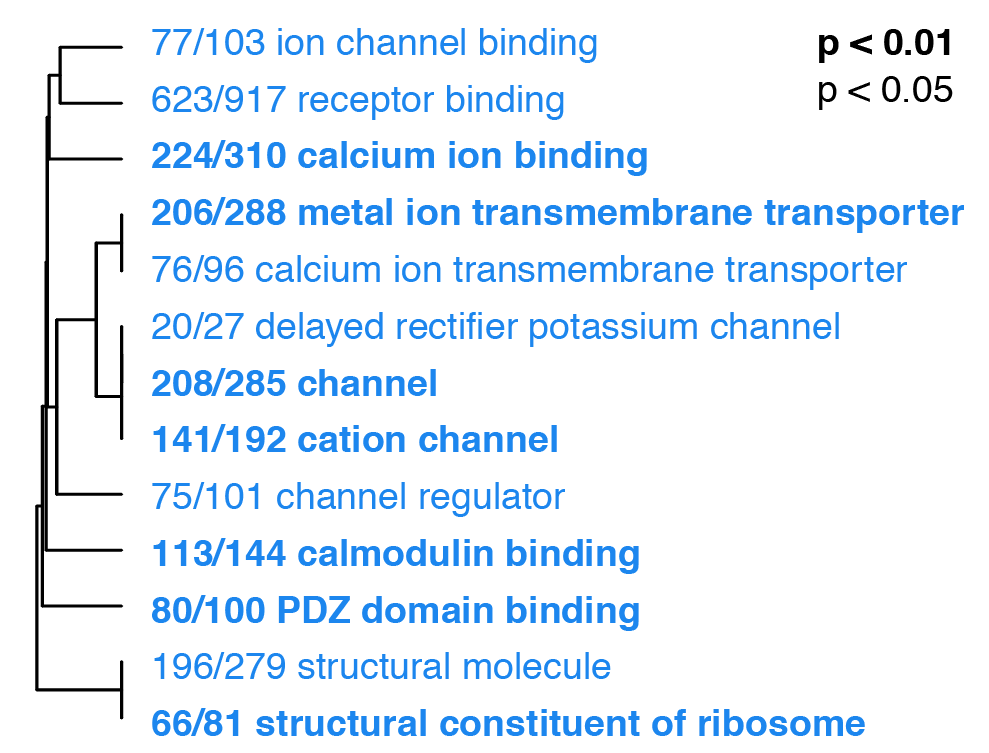 77/103 ion channel binding
p < 0.01
623/917 receptor binding
p < 0.05
224/310 calcium ion binding
206/288 metal ion transmembrane transporter
76/96 calcium ion transmembrane transporter
20/27 delayed rectifier potassium channel
208/285 channel
141/192 cation channel
75/101 channel regulator
113/144 calmodulin binding
80/100 PDZ domain binding
196/279 structural molecule
66/81 structural constituent of ribosome